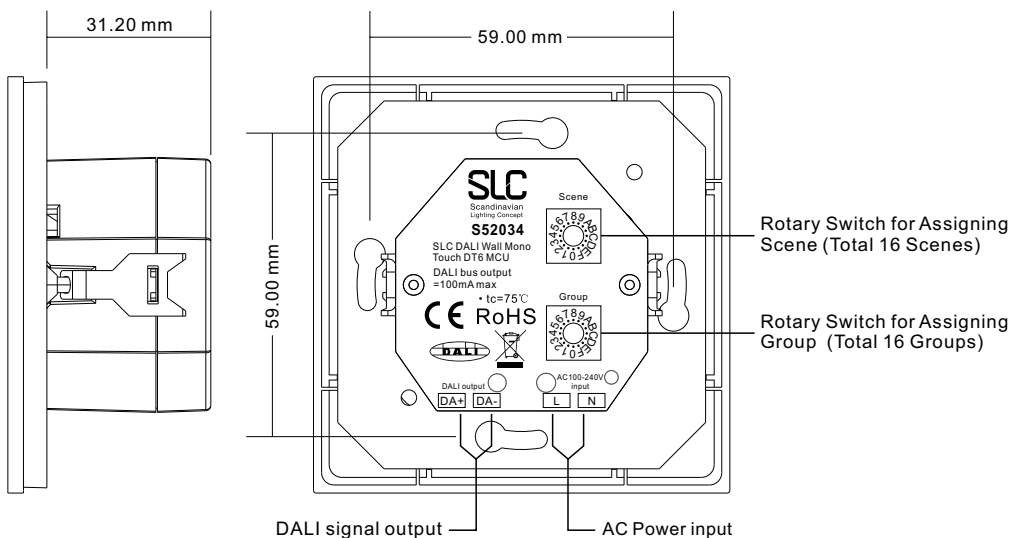 31.20 mm
59.00 mm
59.00 mm
SLC
Scandinavian
Lighting Concept
S52034
SLC DALI Wall Mono
Touch DT6 MCU
DALI bus output
=100mA max
• tc=75℃
CE RoHS
DALI
Scene
0123456789ABCDEF
Group
0123456789ABCDEF
DALI output
DA+ DA-
AC100-240V
input
L N
Rotary Switch for Assigning
Scene (Total 16 Scenes)
Rotary Switch for Assigning
Group (Total 16 Groups)
DALI signal output
AC Power input